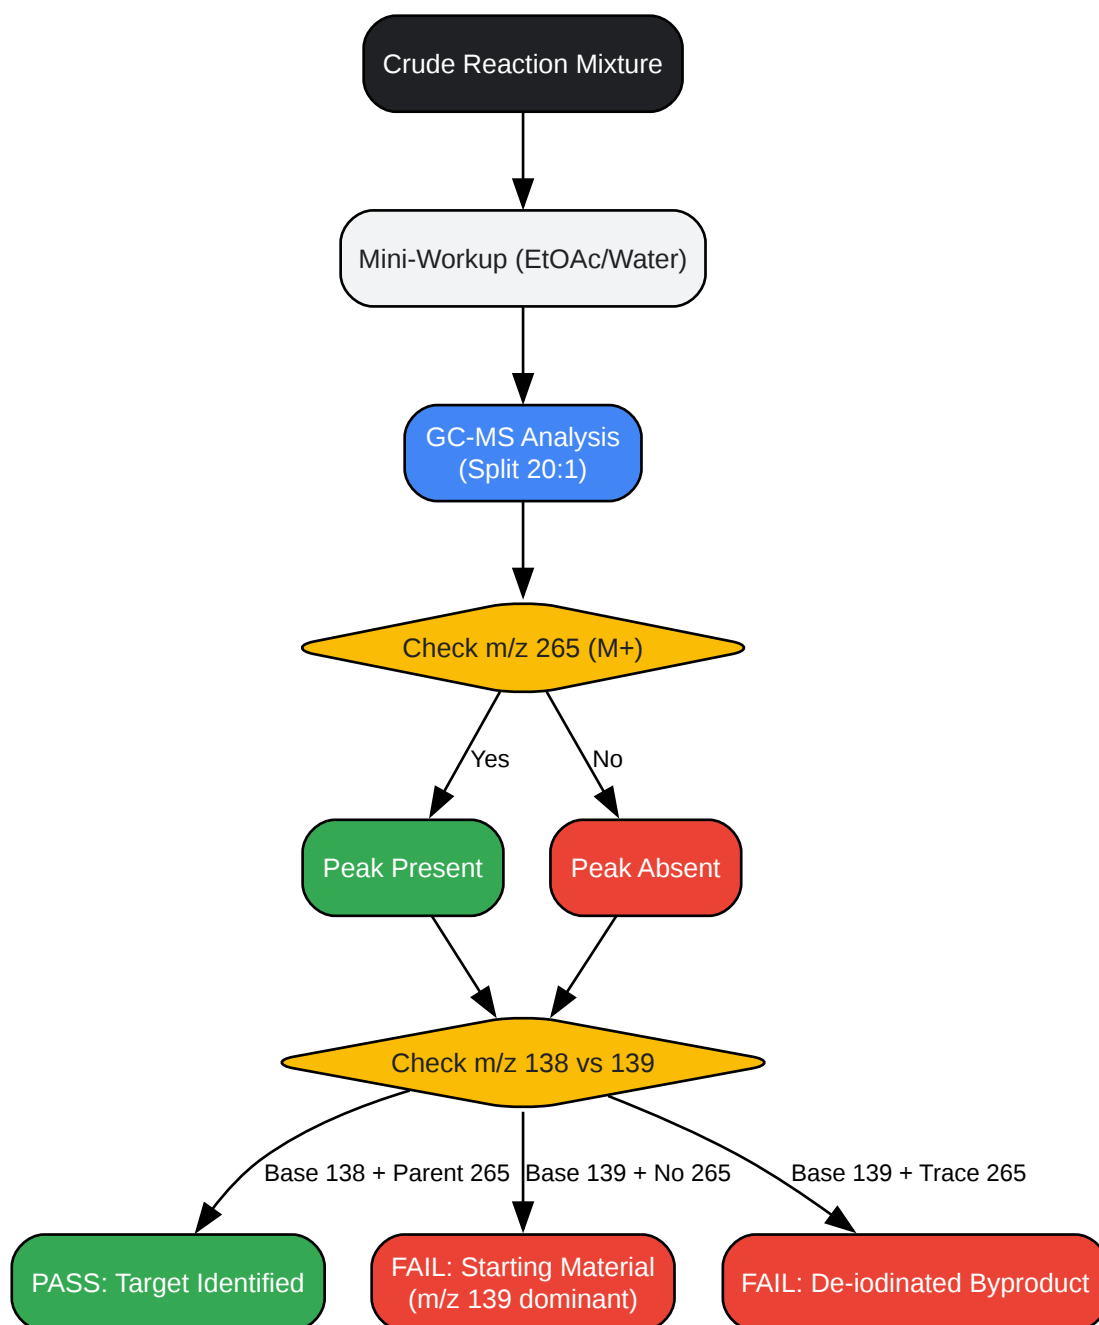 Crude Reaction Mixture
Mini-Workup (EtOAc/Water)
GC-MS Analysis
(Split 20:1)
Check m/z 265 (M+)
Yes
No
Peak Present
Peak Absent
Check m/z 138 vs 139
Base 138 + Parent 265
Base 139 + No 265
Base 139 + Trace 265
PASS: Target Identified
FAIL: Starting Material
(m/z 139 dominant)
FAIL: De-iodinated Byproduct